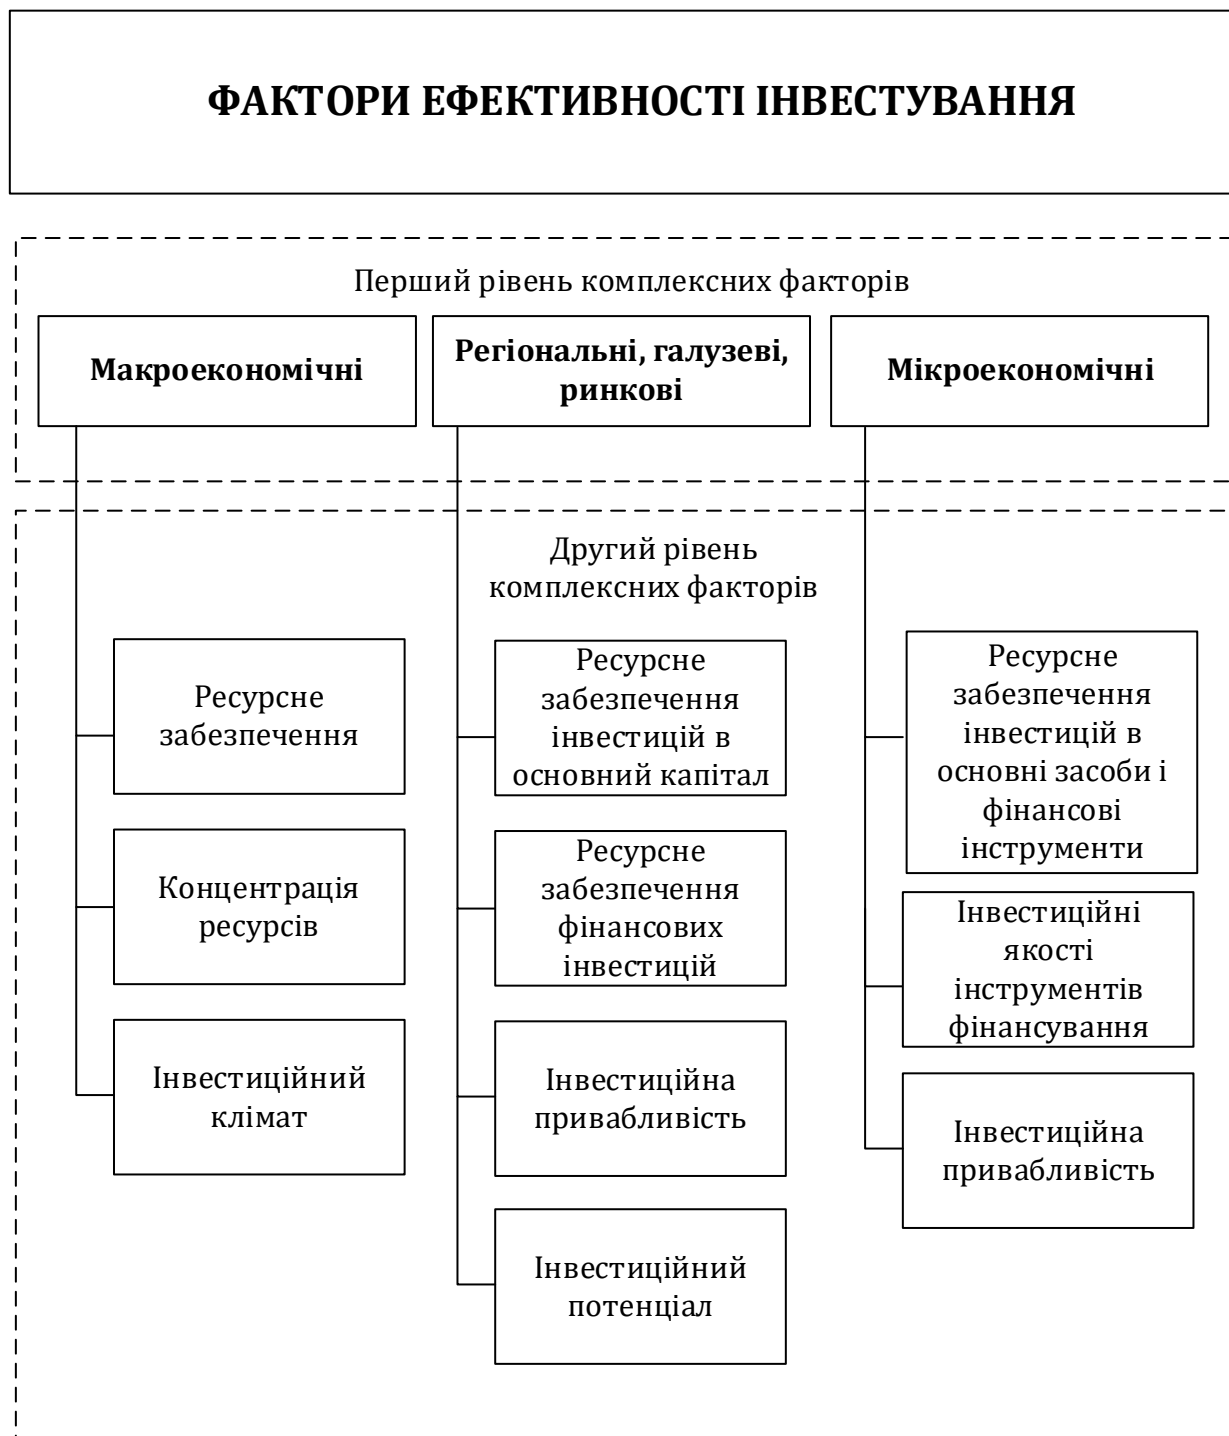 ФАКТОРИ ЕФЕКТИВНОСТІ ІНВЕСТУВАННЯ
Перший рівень комплексних факторів
Макроекономічні
Регіональні, галузеві,
ринкові
Мікроекономічні
Другий рівень
комплексних факторів
Ресурсне
забезпечення
Концентрація
ресурсів
Інвестиційний
клімат
Ресурсне
забезпечення
інвестицій в
основний капітал
Ресурсне
забезпечення
фінансових
інвестицій
Інвестиційна
привабливість
Інвестиційний
потенціал
Ресурсне
забезпечення
інвестицій в
основні засоби і
фінансові
інструменти
Інвестиційні
якості
інструментів
фінансування
Інвестиційна
привабливість